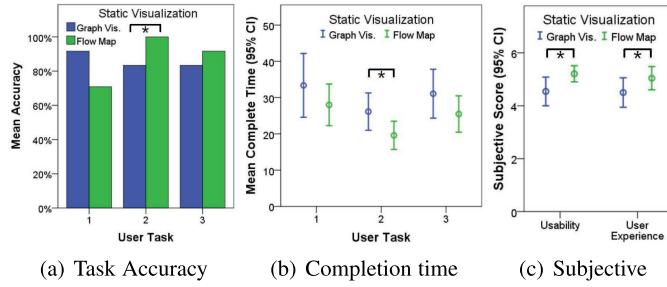 Static Visualization
Graph Vis.
Flow Map
*
100%
80%
60%
40%
20%
0%
Mean Accuracy
1 2 3
User Task
(a) Task Accuracy
Static Visualization
Graph Vis. Flow Map
*
50
40
30
20
10
0
Mean Complete Time (95% CI)
1 2 3
User Task
(b) Completion time
Static Visualization
Graph Vis. Flow Map
* *
6
4
2
0
Subjective Score (95% CI)
Usability User
Experience
(c) Subjective